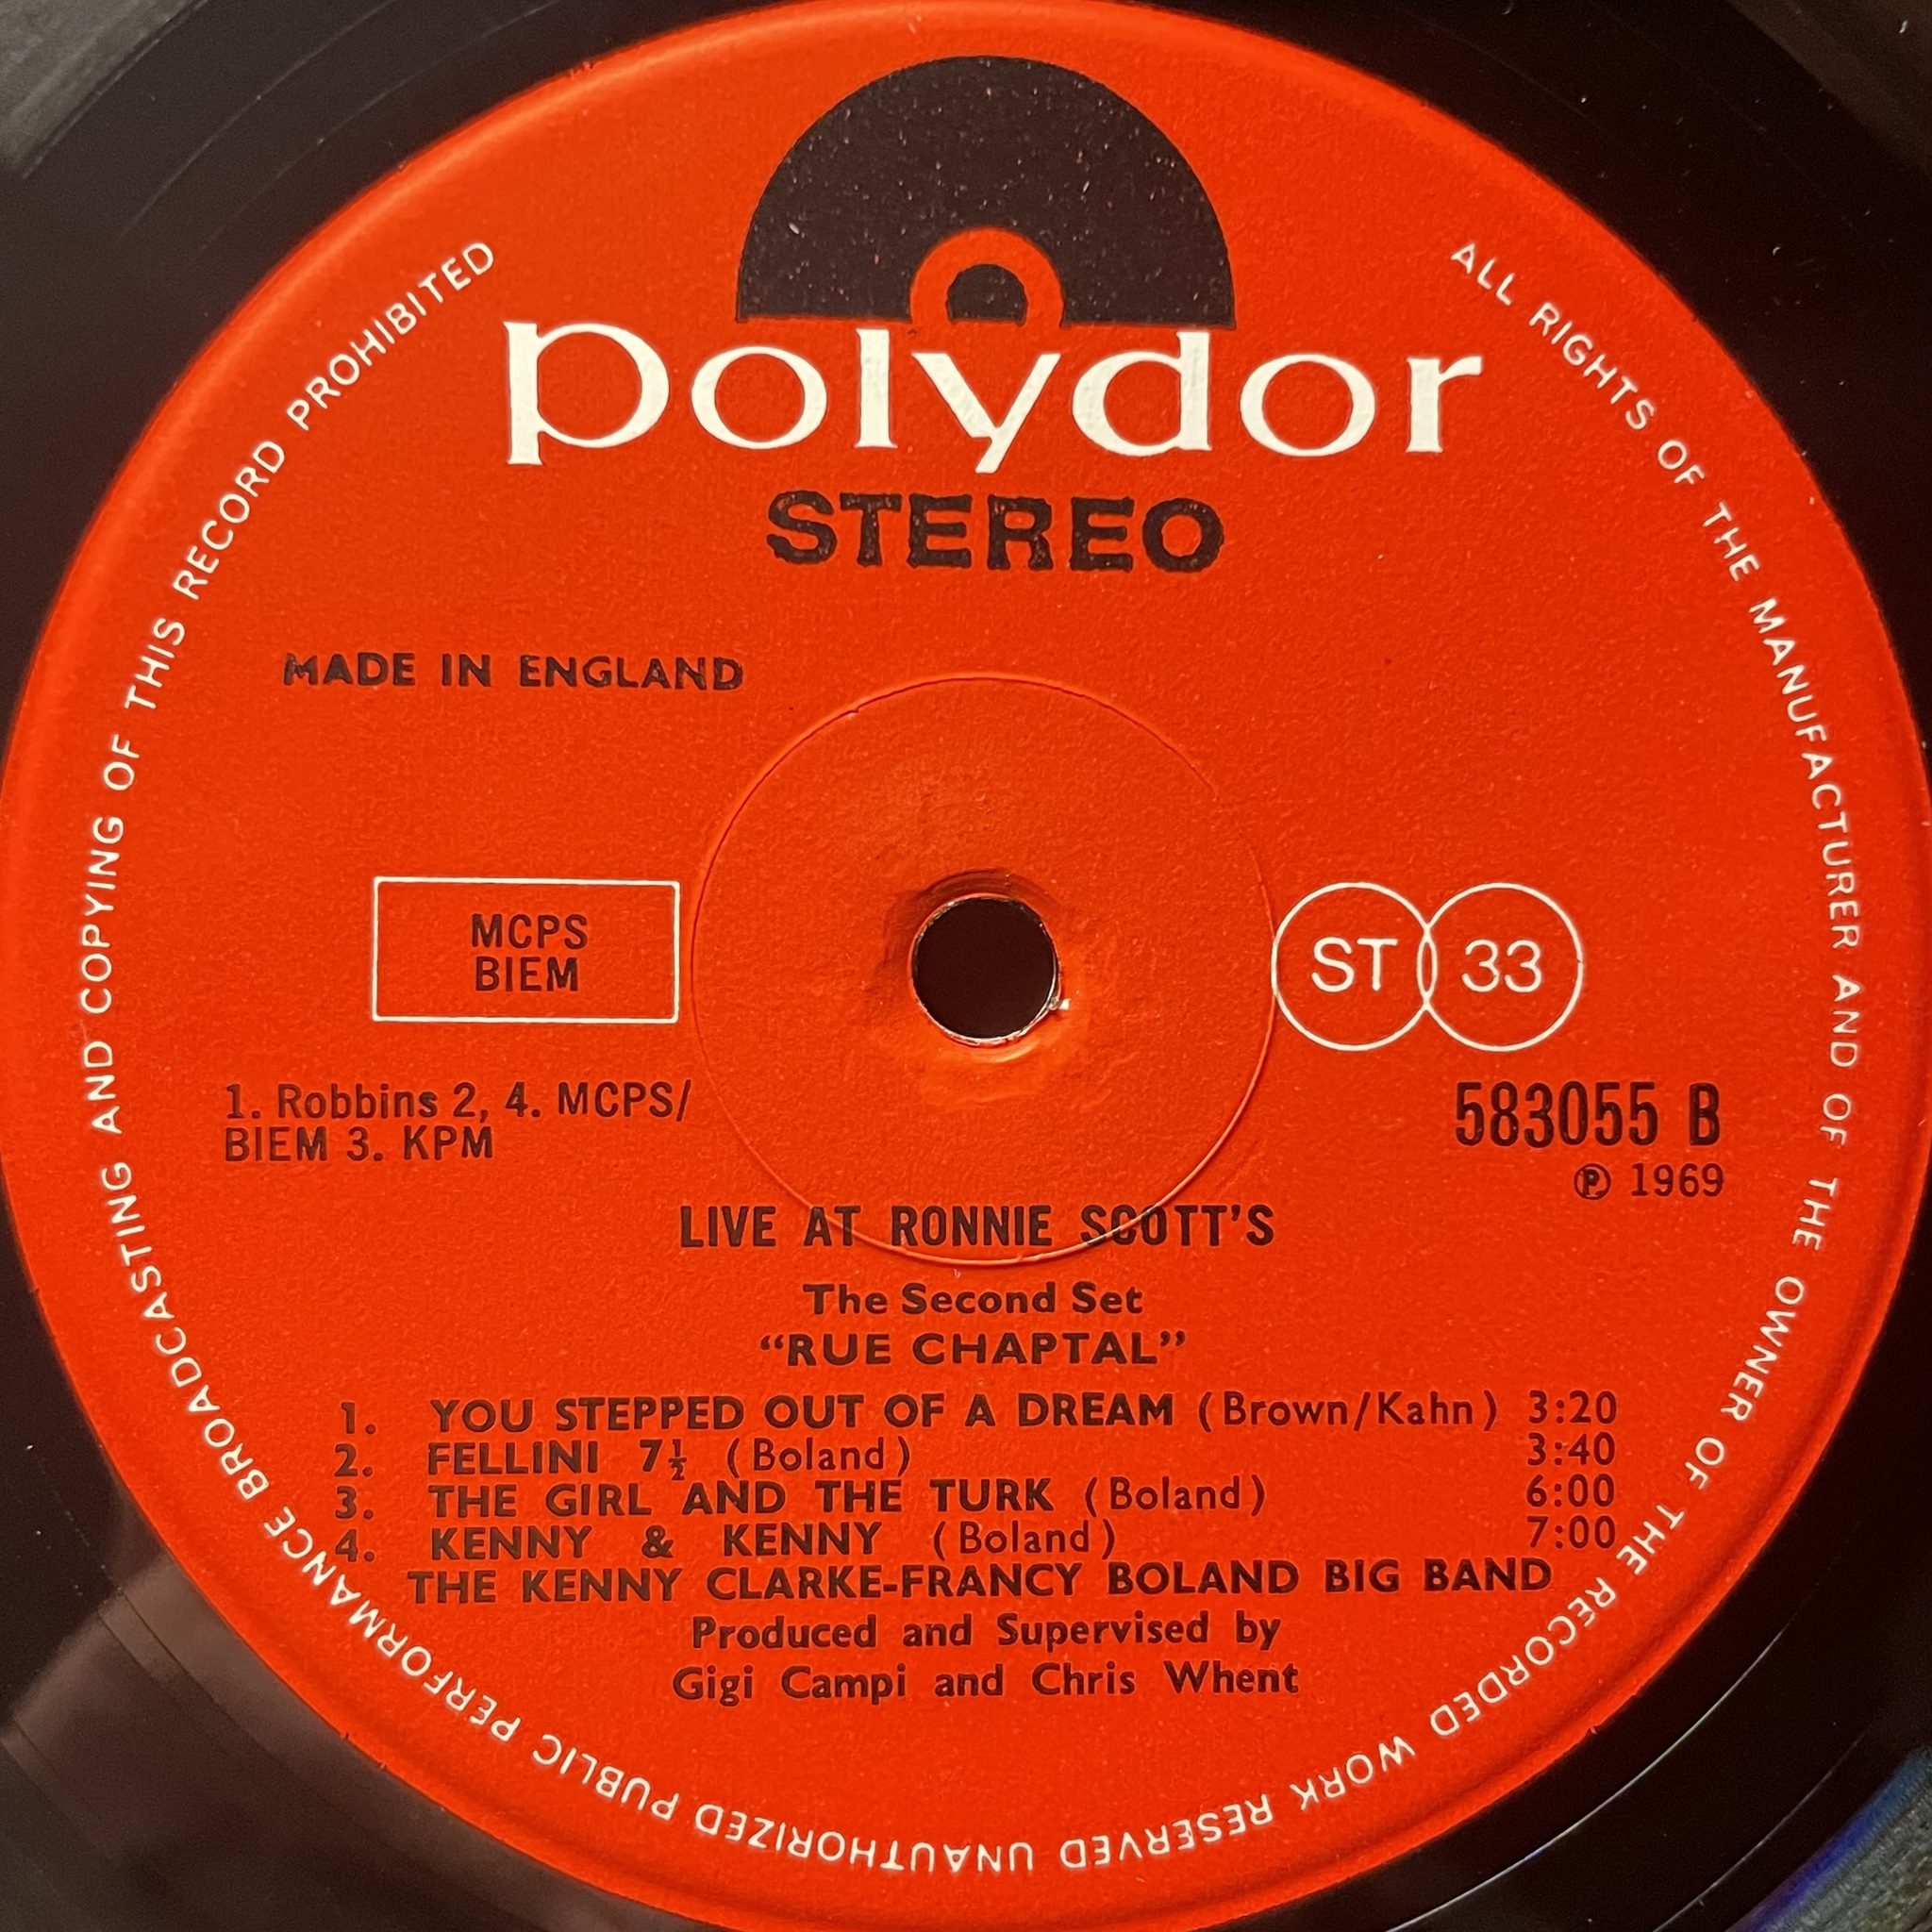 polydor
STEREO
MADE IN ENGLAND
MCPS
BIEM
ST 33
1. Robbins 2, 4. MCPS/
BIEM 3. KPM
583055 B
℗ 1969
LIVE AT RONNIE SCOTT'S
The Second Set
“RUE CHAPTAL”
1. YOU STEPPED OUT OF A DREAM (Brown/Kahn) 3:20
2. FELLINI 7½ (Boland) 3:40
3. THE GIRL AND THE TURK (Boland) 6:00
4. KENNY & KENNY (Boland) 7:00
THE KENNY CLARKE-FRANCY BOLAND BIG BAND
Produced and Supervised by
Gigi Campi and Chris Whent
ALL RIGHTS OF THE MANUFACTURER AND OF THE OWNER OF THE RECORDED WORK RESERVED UNAUTHORIZED PUBLIC PERFORMANCE BROADCASTING AND COPYING OF THIS RECORD PROHIBITED